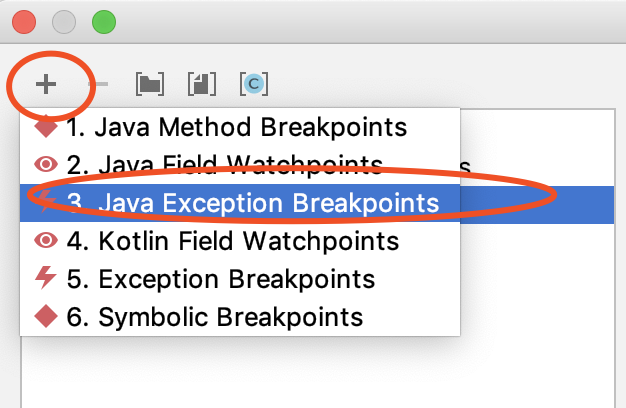 C
1. Java Method Breakpoints
2. Java Field Watchpoints
s
3. Java Exception Breakpoints
4. Kotlin Field Watchpoints
5. Exception Breakpoints
6. Symbolic Breakpoints